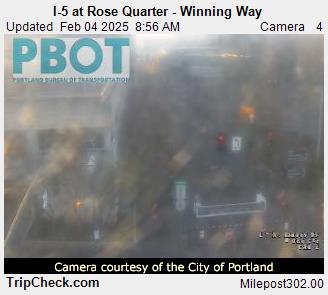 I-5 at Rose Quarter - Winning Way
Updated Feb 04 2025 8:56 AM Camera 4
PBOT
PORTLAND BUREAU OF TRANSPORTATION
Camera courtesy of the City of Portland
TripCheck.com Milepost302.00